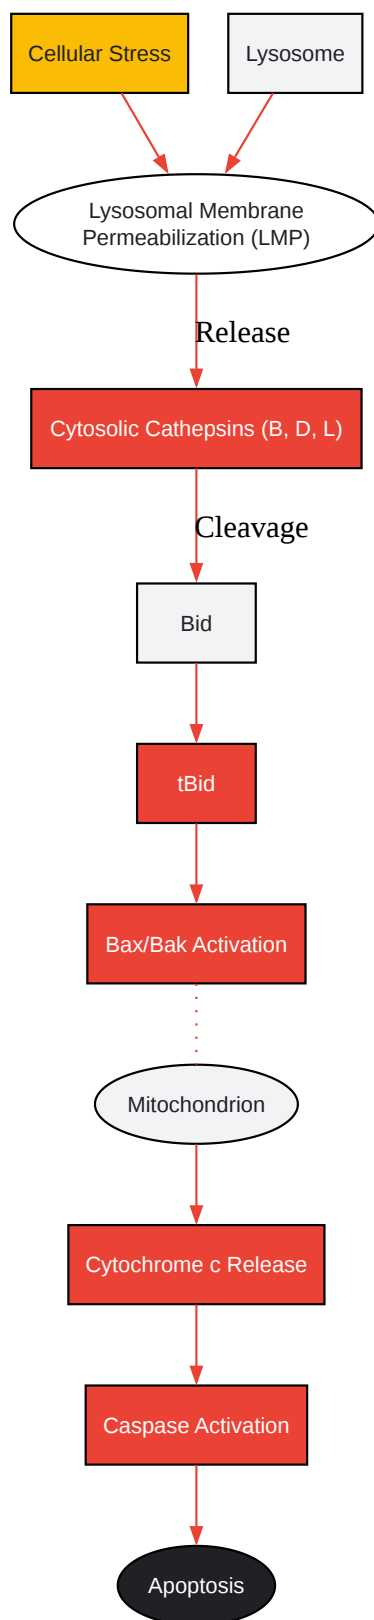 Cellular Stress
Lysosome
Lysosomal Membrane
Permeabilization (LMP)
Release
Cytosolic Cathepsins (B, D, L)
Cleavage
Bid
tBid
Bax/Bak Activation
Mitochondrion
Cytochrome c Release
Caspase Activation
Apoptosis